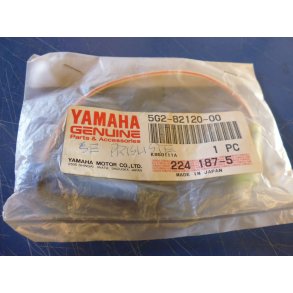 YAMAHA
GENUINE
Parts & Accessories
5G2-82120-00
1 PC
224 187-5
MADE IN JAPAN
YAMAHA MOTOR CO., LTD.